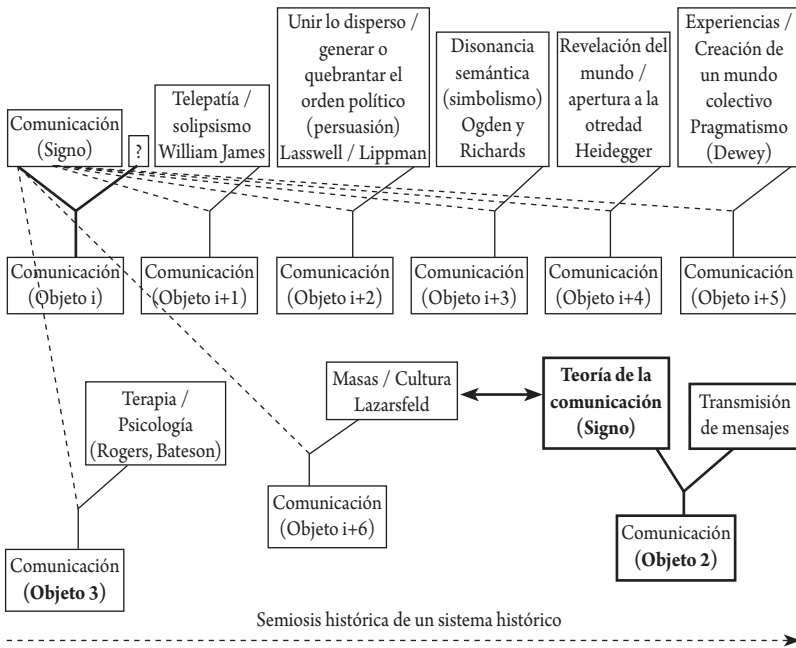 Comunicación
(Signo)
?
Telepatía /
solipsismo
William James
Unir lo disperso /
generar o
quebrantar el
orden político
(persuasión)
Lasswell / Lippman
Disonancia
semántica
(simbolismo)
Ogden y
Richards
Revelación del
mundo /
apertura a la
otredad
Heidegger
Experiencias /
Creación de
un mundo
colectivo
Pragmatismo
(Dewey)
Comunicación
(Objeto i)
Comunicación
(Objeto i+1)
Comunicación
(Objeto i+2)
Comunicación
(Objeto i+3)
Comunicación
(Objeto i+4)
Comunicación
(Objeto i+5)
Terapia /
Psicología
(Rogers, Bateson)
Masas / Cultura
Lazarsfeld
Teoría de la
comunicación
(Signo)
Transmisión
de mensajes
Comunicación
(Objeto 3)
Comunicación
(Objeto i+6)
Comunicación
(Objeto 2)
Semiosis histórica de un sistema histórico